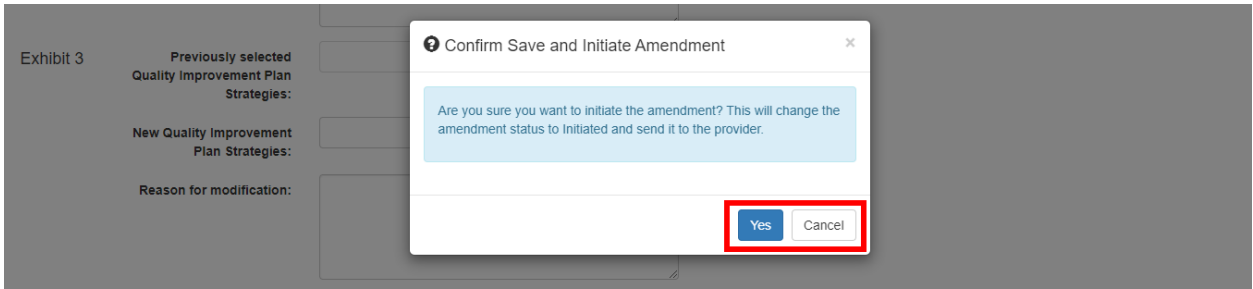 Confirm Save and Initiate Amendment ×
Exhibit 3
Previously selected
Quality Improvement Plan
Strategies:
Are you sure you want to initiate the amendment? This will change the
amendment status to Initiated and send it to the provider.
New Quality Improvement
Plan Strategies:
Reason for modification:
Yes Cancel